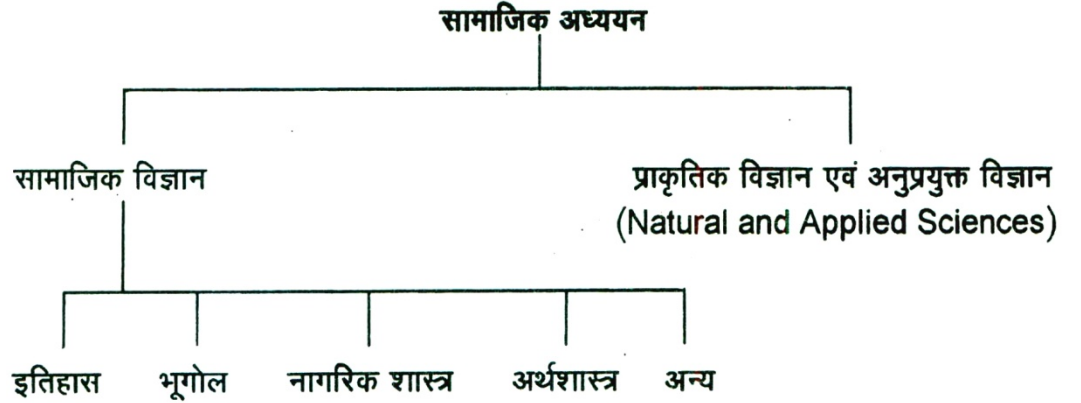 सामाजिक अध्ययन
सामाजिक विज्ञान
प्राकृतिक विज्ञान एवं अनुप्रयुक्त विज्ञान
(Natural and Applied Sciences)
इतिहास भूगोल नागरिक शास्त्र अर्थशास्त्र अन्य